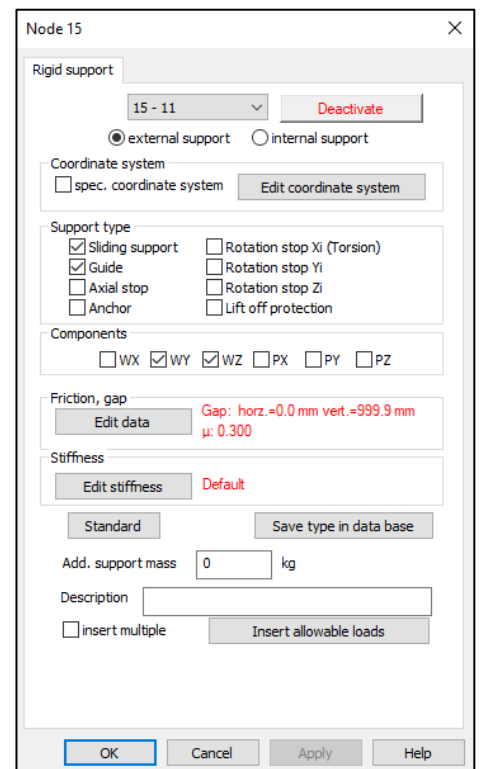 Node 15
Rigid support
15 - 11 Deactivate
external support internal support
Coordinate system
spec. coordinate system Edit coordinate system
Support type
Sliding support Rotation stop Xi (Torsion)
Guide Rotation stop Yi
Axial stop Rotation stop Zi
Anchor Lift off protection
Components
WX WY WZ PX PY PZ
Friction, gap
Edit data Gap: horz.=0.0 mm vert.=999.9 mm
μ: 0.300
Stiffness
Edit stiffness Default
Standard Save type in data base
Add. support mass 0 kg
Description
insert multiple Insert allowable loads
OK Cancel Apply Help